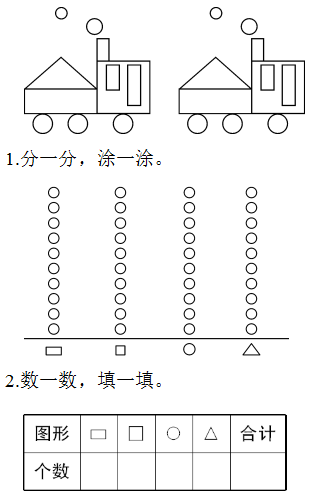 1.分一分，涂一涂。
2.数一数，填一填。
图形 合计
个数